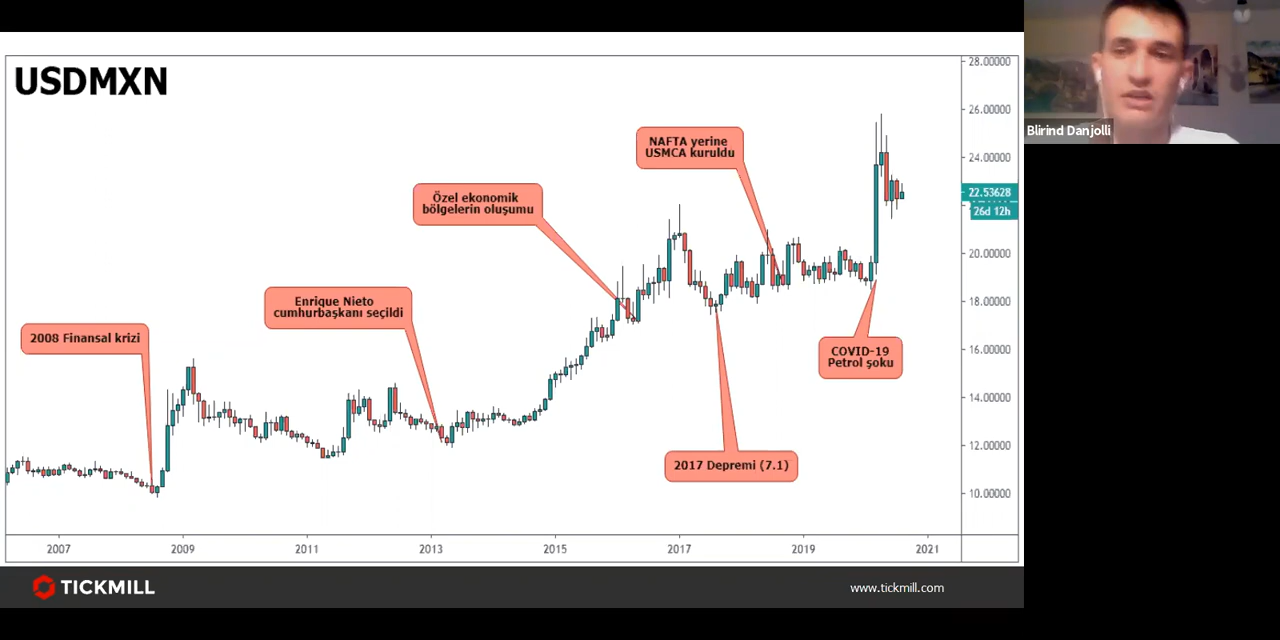 USDMXN
28.00000
26.00000
24.00000
22.53628
26d 12h
20.00000
18.00000
16.00000
14.00000
12.00000
10.00000
NAFTA yerine
USMCA kuruldu
Özel ekonomik
bölgelerin oluşumu
Enrique Nieto
cumhurbaşkanı seçildi
2008 Finansal krizi
COVID-19
Petrol şoku
2017 Depremi (7.1)
2007
2009
2011
2013
2015
2017
2019
2021
TICKMILL
www.tickmill.com
Blirind Danjolli